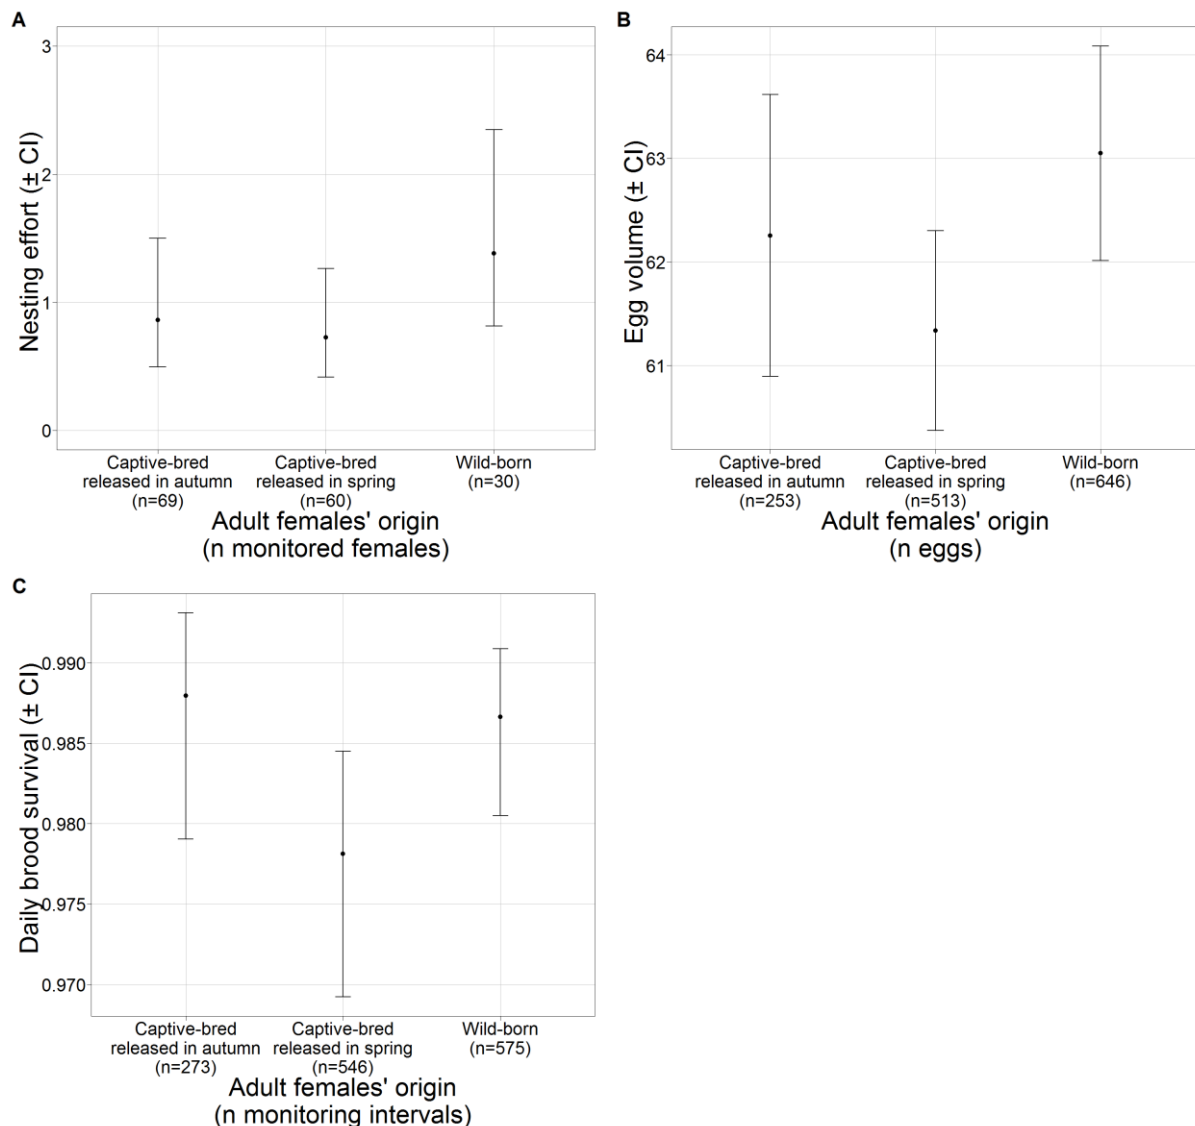 A
Nesting effort (± CI)
3
2
1
0
Captive-bred
released in autumn
(n=69)
Captive-bred
released in spring
(n=60)
Wild-born
(n=30)
Adult females' origin
(n monitored females)
B
Egg volume (± CI)
64
63
62
61
Captive-bred
released in autumn
(n=253)
Captive-bred
released in spring
(n=513)
Wild-born
(n=646)
Adult females' origin
(n eggs)
C
Daily brood survival (± CI)
0.990
0.985
0.980
0.975
0.970
Captive-bred
released in autumn
(n=273)
Captive-bred
released in spring
(n=546)
Wild-born
(n=575)
Adult females' origin
(n monitoring intervals)